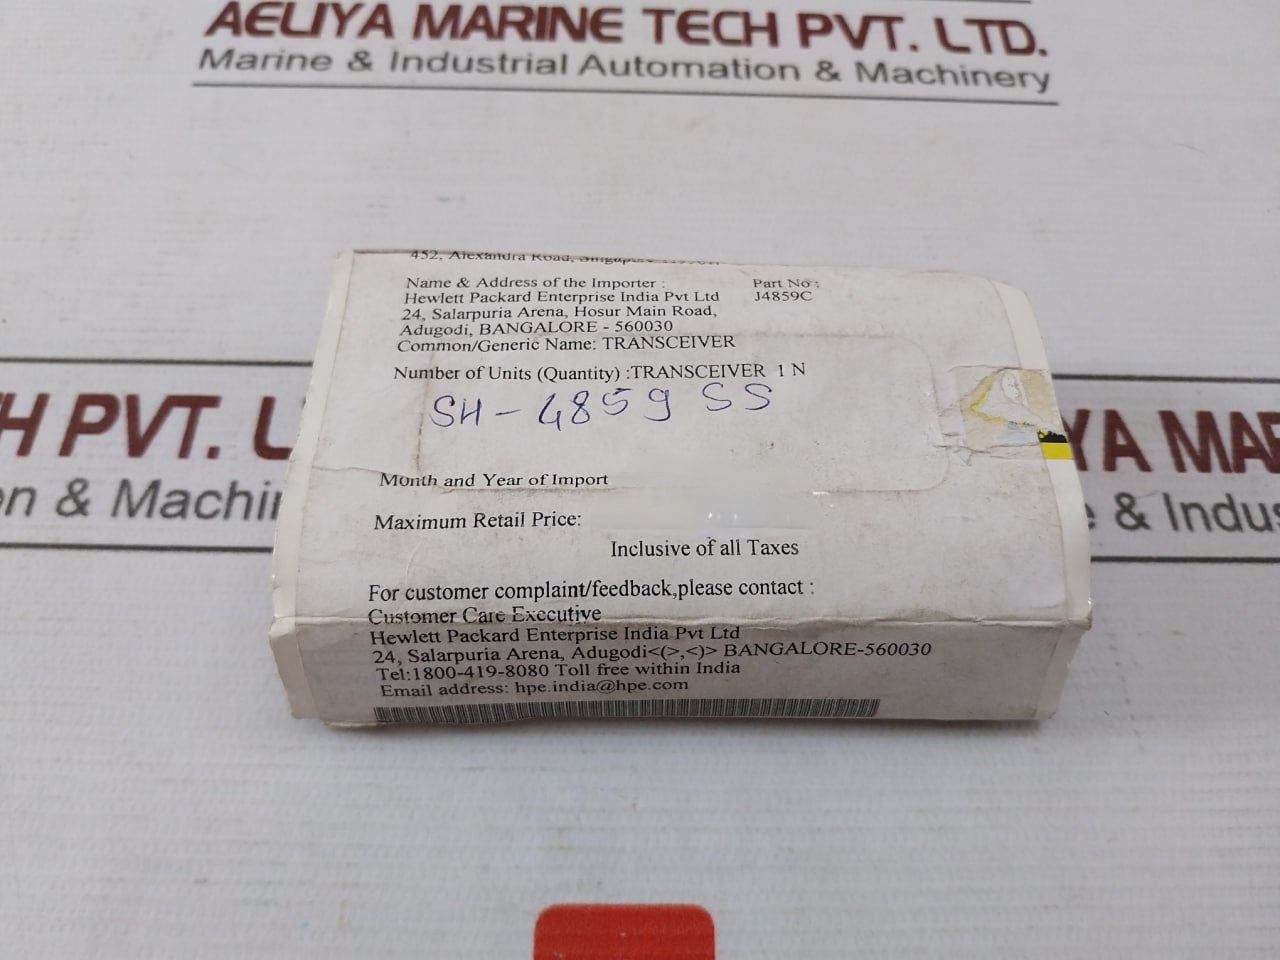 AELIYA MARINE TECH PVT. LTD.
Marine & Industrial Automation & Machinery
452, Alexandra Road,
Name & Address of the Importer :
Part No :
Hewlett Packard Enterprise India Pvt Ltd
J4859C
24, Salarpuria Arena, Hosur Main Road,
Adugodi, BANGALORE - 560030
Common/Generic Name: TRANSCEIVER
Number of Units (Quantity) :TRANSCEIVER 1 N
SH - 4859 SS
Month and Year of Import
Maximum Retail Price:
Inclusive of all Taxes
For customer complaint/feedback,please contact :
Customer Care Executive
Hewlett Packard Enterprise India Pvt Ltd
24, Salarpuria Arena, Adugodi<(>,<)> BANGALORE-560030
Tel:1800-419-8080 Toll free within India
Email address: hpe.india@hpe.com
H PVT. L
n & Machin
YA MAR
& Indus